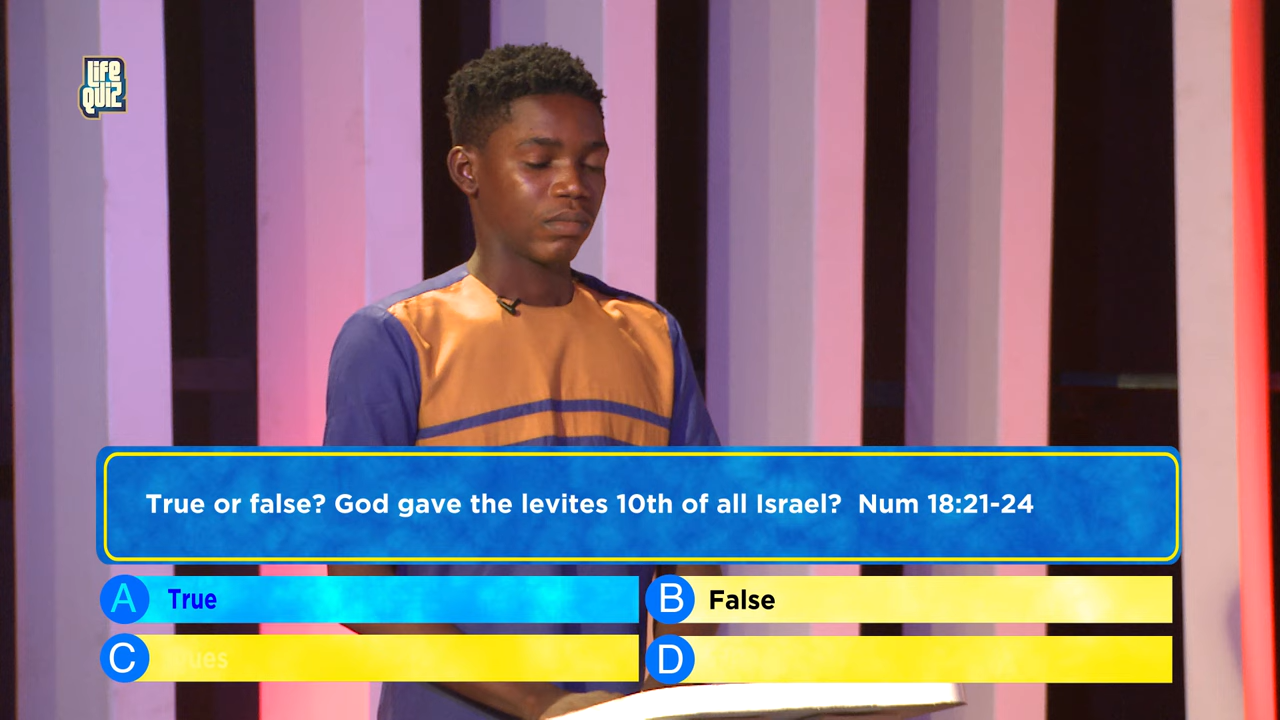 LIFE
QUIZ
True or false? God gave the levites 10th of all Israel? Num 18:21-24
A True
B False
C
D